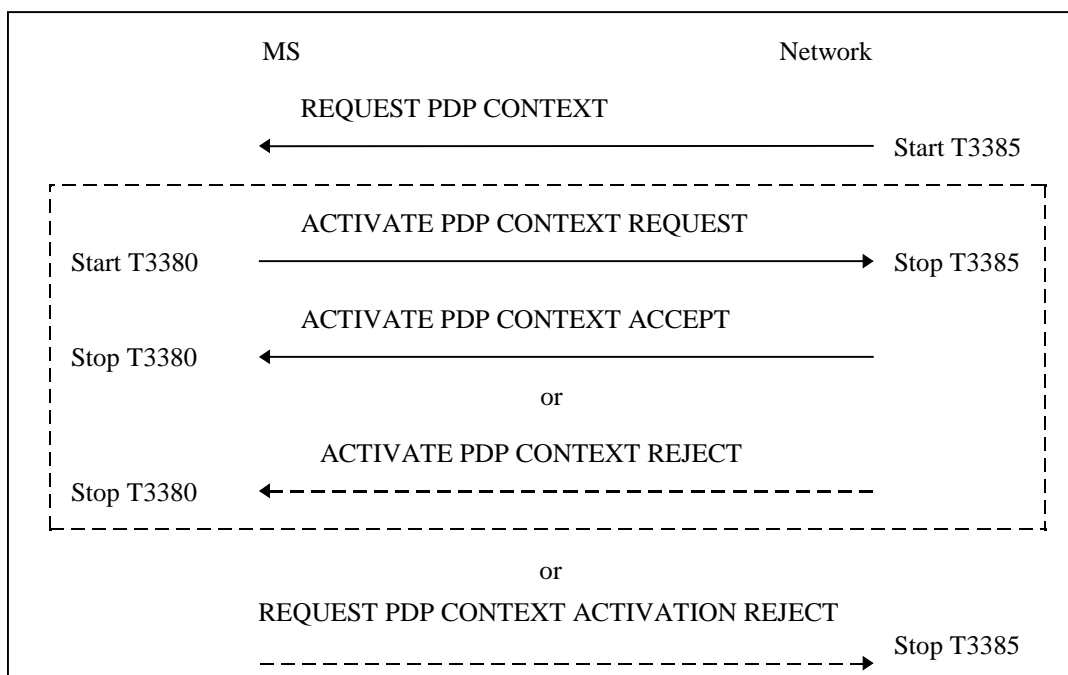 MS Network
REQUEST PDP CONTEXT
Start T3385
ACTIVATE PDP CONTEXT REQUEST
Start T3380 Stop T3385
ACTIVATE PDP CONTEXT ACCEPT
Stop T3380
or
ACTIVATE PDP CONTEXT REJECT
Stop T3380
or
REQUEST PDP CONTEXT ACTIVATION REJECT
Stop T3385